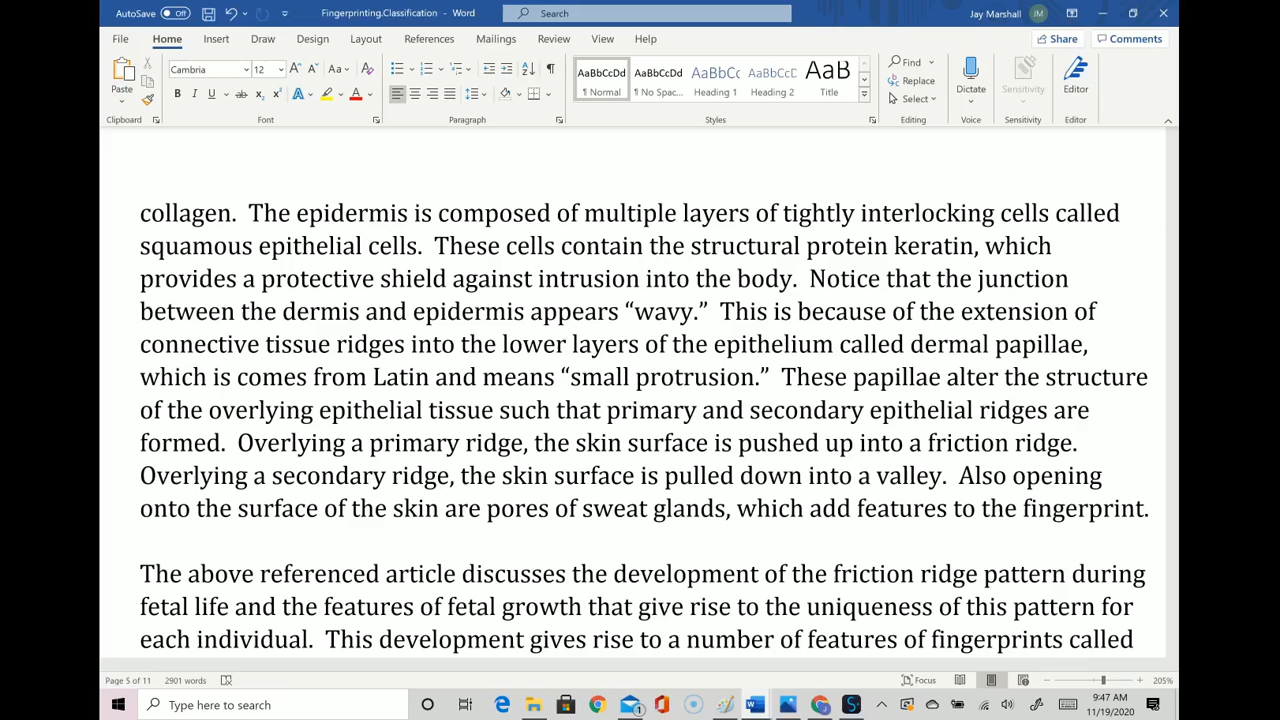 AutoSave Off Fingerprinting.Classification - Word Search Jay Marshall JM
File Home Insert Draw Design Layout References Mailings Review View Help Share Comments
Paste Cambria 12 Aa AaBbCcDd AaBbCcDd AaBbCc AaBbCcD AaB Find Replace Select Dictate Sensitivity Editor
B I U ab x2 x2 A A ¶ Normal ¶ No Spac... Heading 1 Heading 2 Title
Clipboard Font Paragraph Styles Editing Voice Sensitivity Editor
collagen. The epidermis is composed of multiple layers of tightly interlocking cells called
squamous epithelial cells. These cells contain the structural protein keratin, which
provides a protective shield against intrusion into the body. Notice that the junction
between the dermis and epidermis appears “wavy.” This is because of the extension of
connective tissue ridges into the lower layers of the epithelium called dermal papillae,
which is comes from Latin and means “small protrusion.” These papillae alter the structure
of the overlying epithelial tissue such that primary and secondary epithelial ridges are
formed. Overlying a primary ridge, the skin surface is pushed up into a friction ridge.
Overlying a secondary ridge, the skin surface is pulled down into a valley. Also opening
onto the surface of the skin are pores of sweat glands, which add features to the fingerprint.
The above referenced article discusses the development of the friction ridge pattern during
fetal life and the features of fetal growth that give rise to the uniqueness of this pattern for
each individual. This development gives rise to a number of features of fingerprints called
Page 5 of 11 2901 words Focus 205%
Type here to search 9:47 AM
11/19/2020